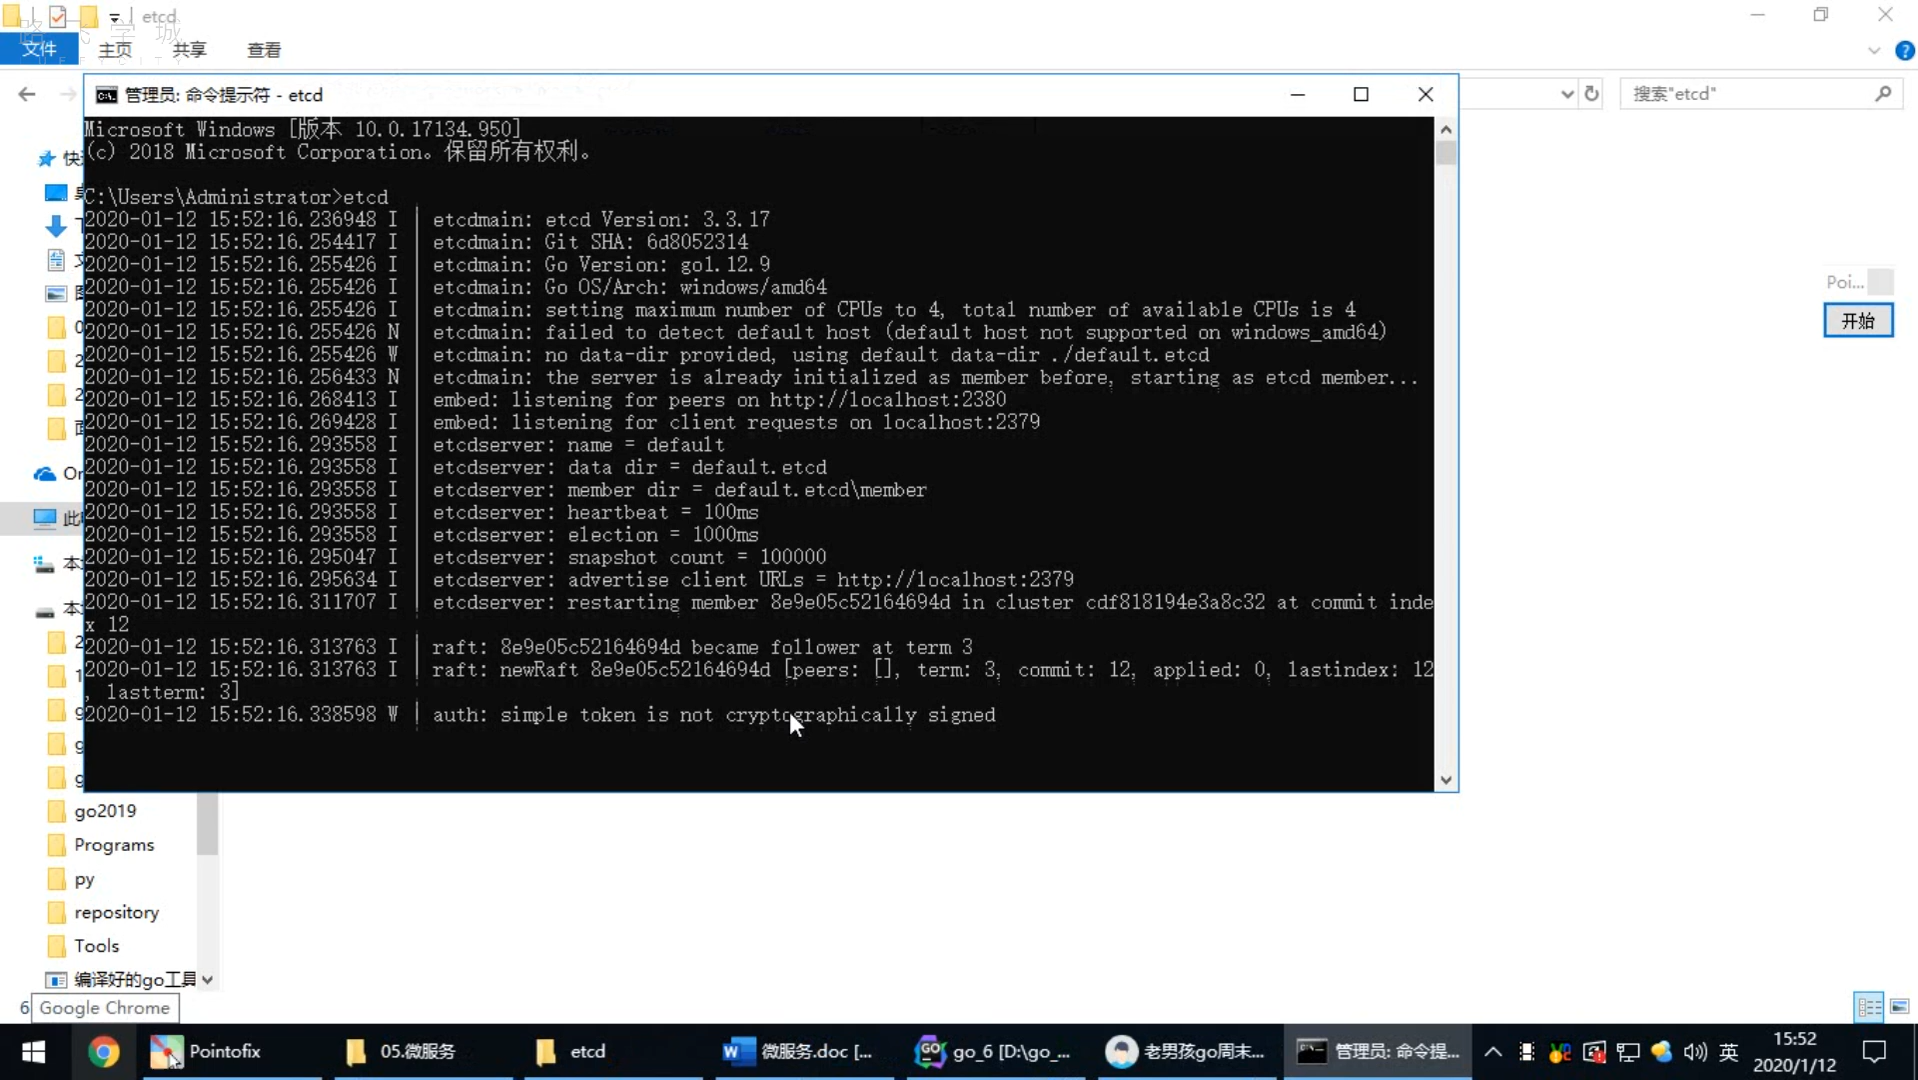 etcd
路飞学城
文件
主页
共享
查看
管理员: 命令提示符 - etcd
搜索"etcd"
Microsoft Windows [版本 10.0.17134.950]
(c) 2018 Microsoft Corporation。保留所有权利。
C:\Users\Administrator>etcd
2020-01-12 15:52:16.236948 I | etcdmain: etcd Version: 3.3.17
2020-01-12 15:52:16.254417 I | etcdmain: Git SHA: 6d8052314
2020-01-12 15:52:16.255426 I | etcdmain: Go Version: go1.12.9
2020-01-12 15:52:16.255426 I | etcdmain: Go OS/Arch: windows/amd64
2020-01-12 15:52:16.255426 I | etcdmain: setting maximum number of CPUs to 4, total number of available CPUs is 4
2020-01-12 15:52:16.255426 N | etcdmain: failed to detect default host (default host not supported on windows_amd64)
2020-01-12 15:52:16.255426 W | etcdmain: no data-dir provided, using default data-dir ./default.etcd
2020-01-12 15:52:16.256433 N | etcdmain: the server is already initialized as member before, starting as etcd member...
2020-01-12 15:52:16.268413 I | embed: listening for peers on http://localhost:2380
2020-01-12 15:52:16.269428 I | embed: listening for client requests on localhost:2379
2020-01-12 15:52:16.293558 I | etcdserver: name = default
2020-01-12 15:52:16.293558 I | etcdserver: data dir = default.etcd
2020-01-12 15:52:16.293558 I | etcdserver: member dir = default.etcd\member
2020-01-12 15:52:16.293558 I | etcdserver: heartbeat = 100ms
2020-01-12 15:52:16.293558 I | etcdserver: election = 1000ms
2020-01-12 15:52:16.295047 I | etcdserver: snapshot count = 100000
2020-01-12 15:52:16.295634 I | etcdserver: advertise client URLs = http://localhost:2379
2020-01-12 15:52:16.311707 I | etcdserver: restarting member 8e9e05c52164694d in cluster cdf818194e3a8c32 at commit inde
x 12
2020-01-12 15:52:16.313763 I | raft: 8e9e05c52164694d became follower at term 3
2020-01-12 15:52:16.313763 I | raft: newRaft 8e9e05c52164694d [peers: [], term: 3, commit: 12, applied: 0, lastindex: 12
, lastterm: 3]
2020-01-12 15:52:16.338598 W | auth: simple token is not cryptographically signed
Poi...
开始
go2019
Programs
py
repository
Tools
编译好的go工具
6
Google Chrome
Pointofix
05.微服务
etcd
微服务.doc [...
go_6 [D:\go_...
老男孩go周末...
管理员: 命令提...
英
15:52
2020/1/12